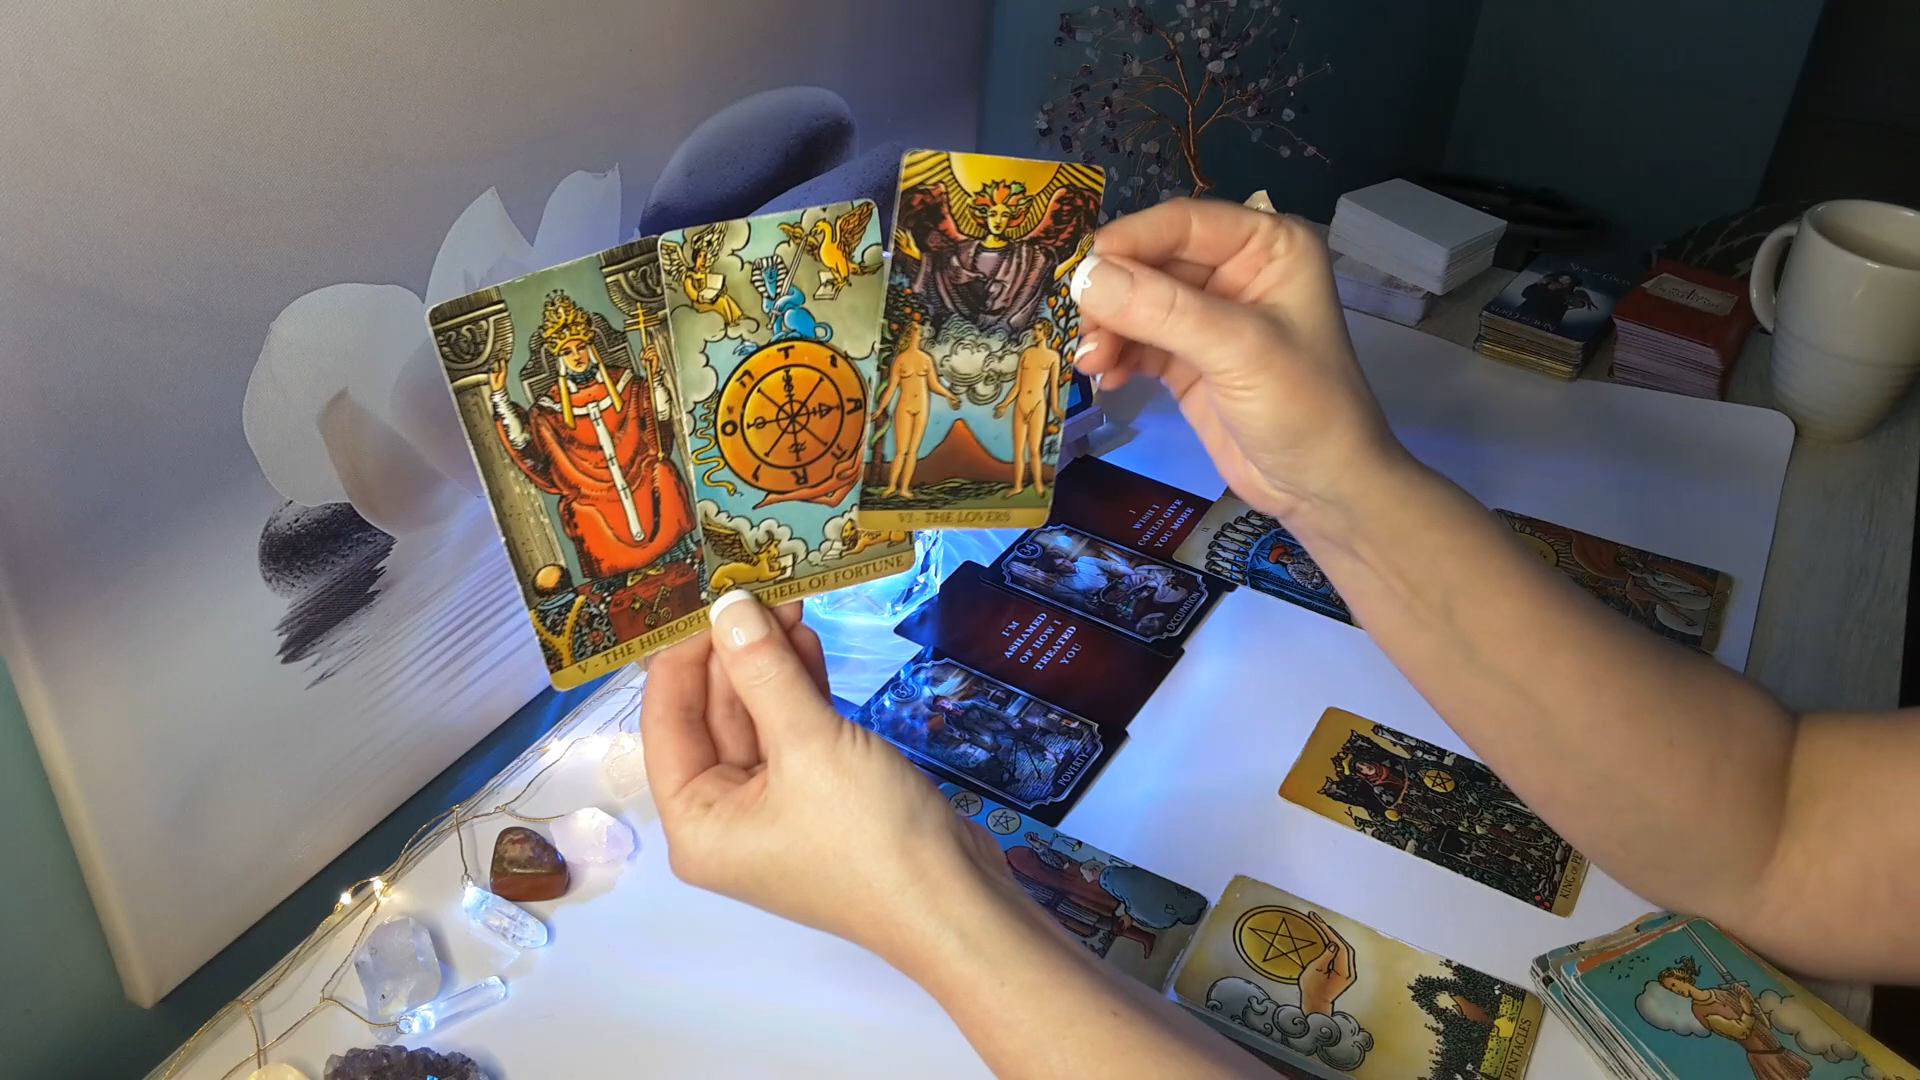 VI - THE LOVERS
WHEEL OF FORTUNE
V - THE HIEROPH
T
A
R
O
I
WISH I
COULD GIVE
YOU MORE
34
OCCUPATION
I'M
ASHAMED
OF HOW I
TREATED
YOU
POVERTY
KING OF PE
PENTACLES